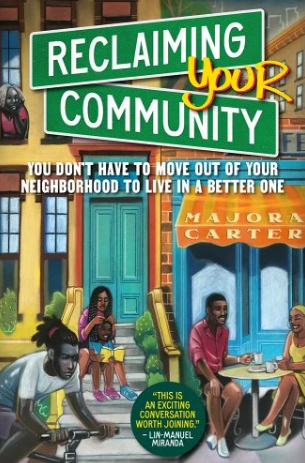 RECLAIMING
YOUR
COMMUNITY
YOU DON'T HAVE TO MOVE OUT OF YOUR
NEIGHBORHOOD TO LIVE IN A BETTER ONE
MAJORA
CARTER
"THIS IS
AN EXCITING
CONVERSATION
WORTH JOINING."
– LIN-MANUEL
MIRANDA